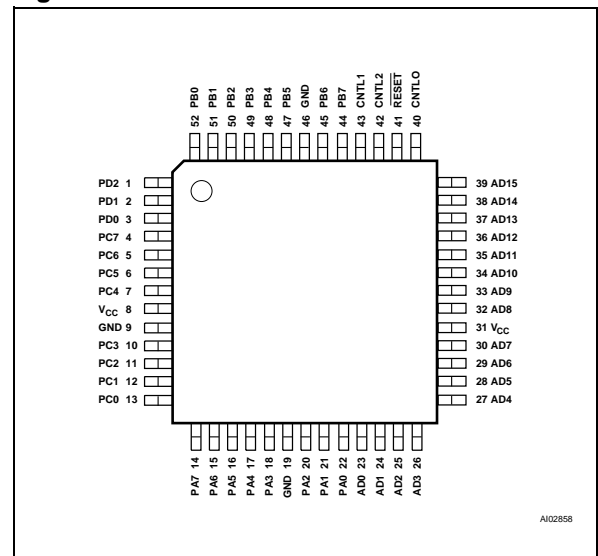 52 PB0
51 PB1
50 PB2
49 PB3
48 PB4
47 PB5
46 GND
45 PB6
44 PB7
43 CNTL1
42 CNTL2
41 RESET
40 CNTLO
PD2 1
PD1 2
PD0 3
PC7 4
PC6 5
PC5 6
PC4 7
VCC 8
GND 9
PC3 10
PC2 11
PC1 12
PC0 13
39 AD15
38 AD14
37 AD13
36 AD12
35 AD11
34 AD10
33 AD9
32 AD8
31 VCC
30 AD7
29 AD6
28 AD5
27 AD4
PA7 14
PA6 15
PA5 16
PA4 17
PA3 18
GND 19
PA2 20
PA1 21
PA0 22
AD0 23
AD1 24
AD2 25
AD3 26
AI02858